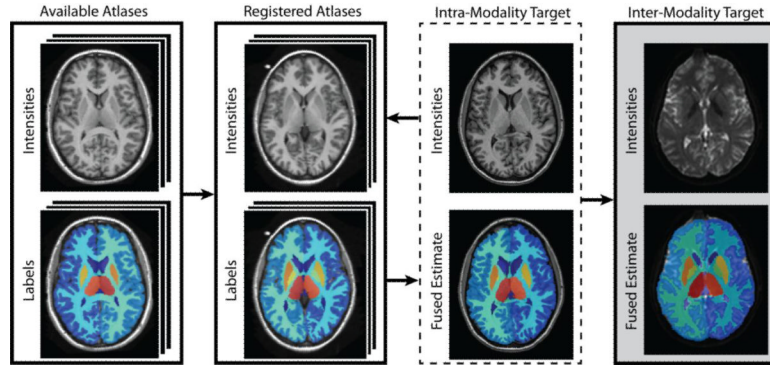 Available Atlases
Registered Atlases
Intra-Modality Target
Inter-Modality Target
Intensities
Intensities
Intensities
Intensities
Labels
Labels
Fused Estimate
Fused Estimate